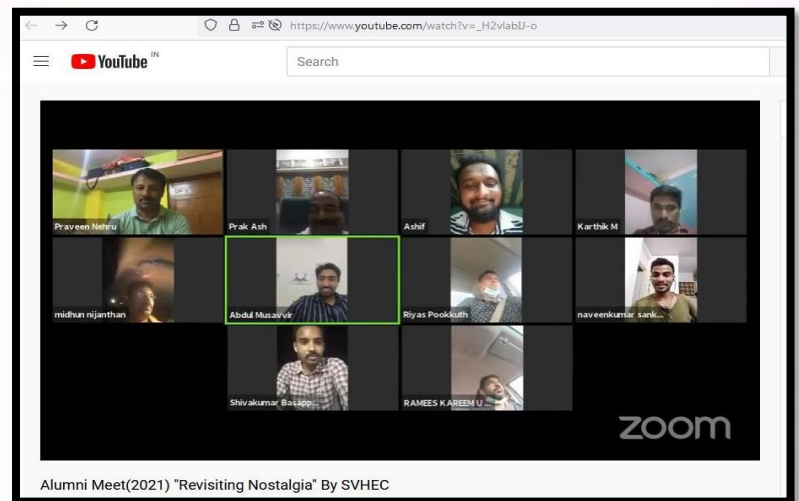 https://www.youtube.com/watch?v=_H2vlabIJ-o
YouTube IN
Search
Praveen Nehru
Prak Ash
Ashif
Karthik M
midhun nijanthan
Abdul Musavvir
Riyas Pookkuth
naveenkumar sank...
Shivakumar Basapp...
RAMEES KAREEM U...
zoom
Alumni Meet(2021) "Revisiting Nostalgia" By SVHEC